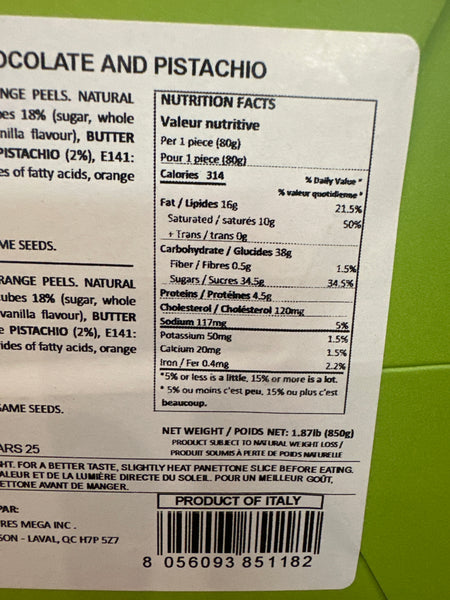 OCOLATE AND PISTACHIO
NGE PEELS. NATURAL
es 18% (sugar, whole
nilla flavour), BUTTER
PISTACHIO (2%), E141:
es of fatty acids, orange
ME SEEDS.
RANGE PEELS. NATURAL
ubes 18% (sugar, whole
vanilla flavour), BUTTER
e PISTACHIO (2%), E141:
ides of fatty acids, orange
SAME SEEDS.
ARS 25
NUTRITION FACTS
Valeur nutritive
Per 1 piece (80g)
Pour 1 piece (80g)
Calories 314
% Daily Value *
% valeur quotidienne *
Fat / Lipides 16g 21.5%
Saturated / saturés 10g 50%
+ Trans / trans 0g
Carbohydrate / Glucides 38g
Fiber / Fibres 0.5g 1.5%
Sugars / Sucres 34.5g 34.5%
Proteins / Protéines 4.5g
Cholesterol / Cholésterol 120mg
Sodium 117mg 5%
Potassium 50mg 1.5%
Calcium 20mg 1.5%
Iron / Fer 0.4mg 2.2%
*5% or less is a little, 15% or more is a lot.
* 5% ou moins c'est peu, 15% ou plus c'est
beaucoup.
NET WEIGHT / POIDS NET: 1.87lb (850g)
PRODUCT SUBJECT TO NATURAL WEIGHT LOSS /
PRODUIT SOUMIS À PERTE DE POIDS NATURELLE
HT. FOR A BETTER TASTE, SLIGHTLY HEAT PANETTONE SLICE BEFORE EATING.
ALEUR ET DE LA LUMIÈRE DIRECTE DU SOLEIL. POUR UN MEILLEUR GOÛT,
ETTONE AVANT DE MANGER.
PAR:
RES MEGA INC .
SON - LAVAL, QC H7P 5Z7
PRODUCT OF ITALY
8 056093 851182